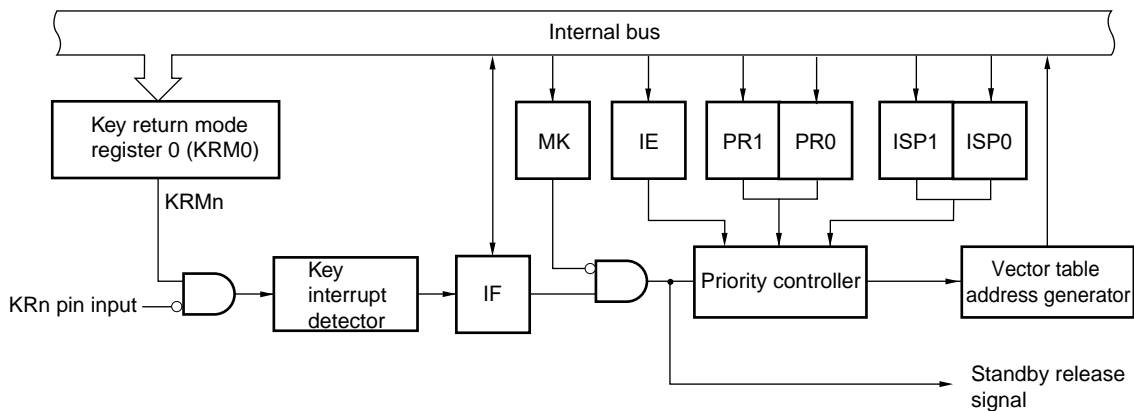 Internal bus
Key return mode
register 0 (KRM0)
MK
IE
PR1
PR0
ISP1
ISP0
KRMn
KRn pin input
Key
interrupt
detector
IF
Priority controller
Vector table
address generator
Standby release
signal